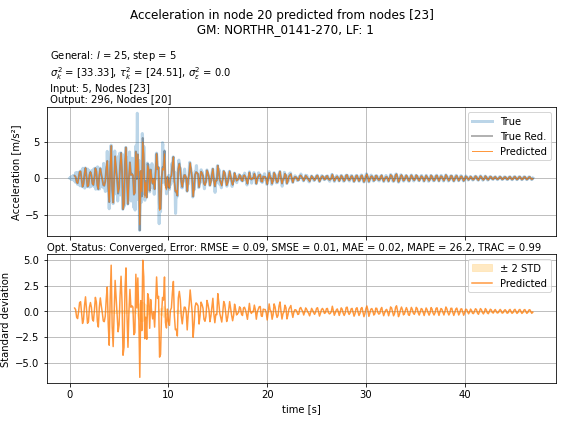 Acceleration in node 20 predicted from nodes [23]
GM: NORTHR_0141-270, LF: 1
General: l = 25, step = 5
σ²ₖ = [33.33], τ²ₖ = [24.51], σ²ε = 0.0
Input: 5, Nodes [23]
Output: 296, Nodes [20]
Acceleration [m/s²]
5
0
−5
True
True Red.
Predicted
Opt. Status: Converged, Error: RMSE = 0.09, SMSE = 0.01, MAE = 0.02, MAPE = 26.2, TRAC = 0.99
Standard deviation
5.0
2.5
0.0
−2.5
−5.0
± 2 STD
Predicted
0 10 20 30 40
time [s]